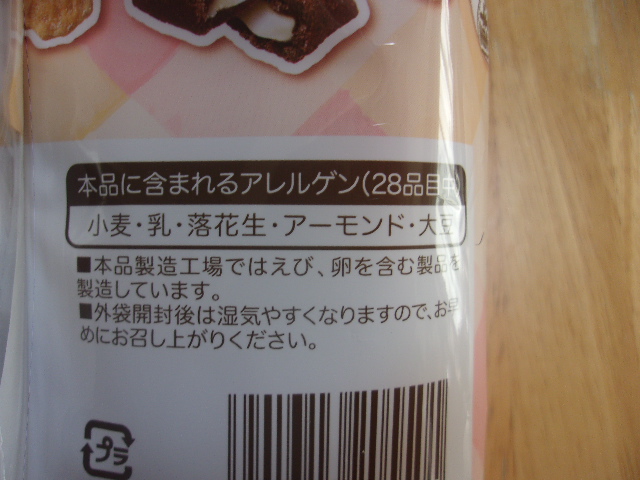 本品に含まれるアレルゲン(28品目中
小麦・乳・落花生・アーモンド・大豆
■本品製造工場ではえび、卵を含む製品を
製造しています。
■外袋開封後は湿気やすくなりますので、お早
めにお召し上がりください。
プラ